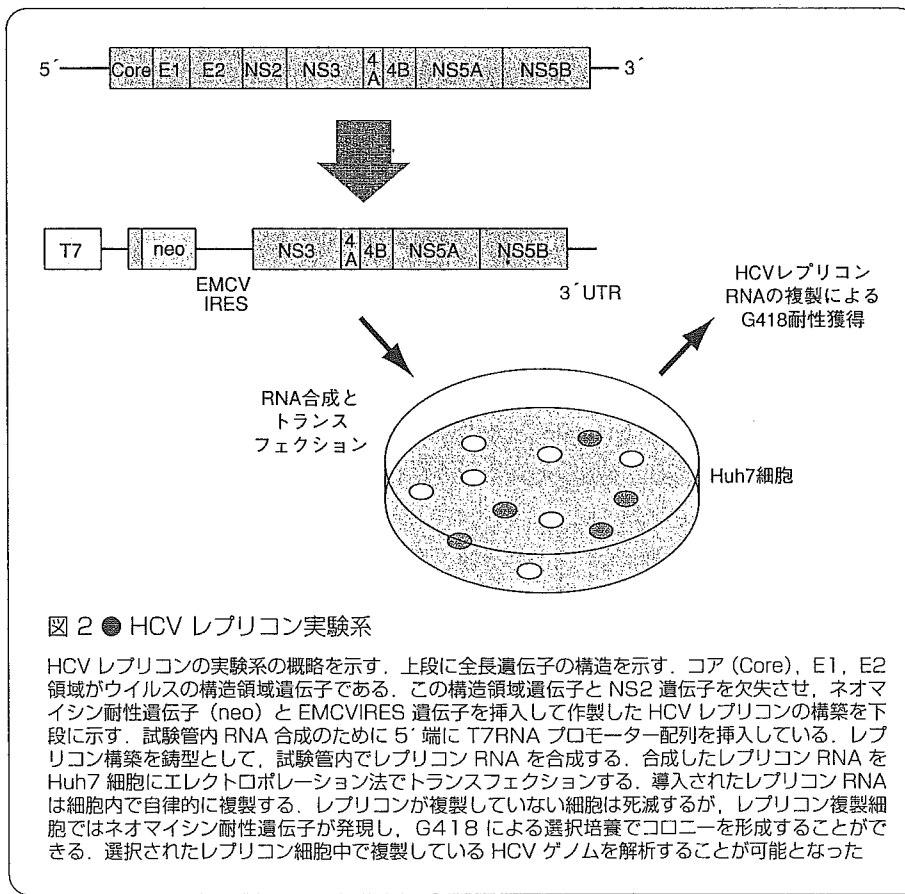 5´ Core E1 E2 NS2 NS3 4A 4B NS5A NS5B 3´
T7 neo NS3 4A 4B NS5A NS5B
EMCV
IRES
3´UTR
HCVレプリコン
RNAの複製による
G418耐性獲得
RNA合成と
トランス
フェクション
Huh7細胞
図 2 ● HCV レプリコン実験系
HCV レプリコンの実験系の概略を示す．上段に全長遺伝子の構造を示す．コア（Core），E1，E2
領域がウイルスの構造領域遺伝子である．この構造領域遺伝子と NS2 遺伝子を欠失させ，ネオマ
イシン耐性遺伝子（neo）と EMCVIRES 遺伝子を挿入して作製した HCV レプリコンの構築を下
段に示す．試験管内 RNA 合成のために 5´端に T7RNA プロモーター配列を挿入している．レプ
リコン構築を鋳型として，試験管内でレプリコン RNA を合成する．合成したレプリコン RNA を
Huh7 細胞にエレクトロポレーション法でトランスフェクションする．導入されたレプリコン RNA
は細胞内で自律的に複製する．レプリコンが複製していない細胞は死滅するが，レプリコン複製細
胞ではネオマイシン耐性遺伝子が発現し，G418 による選択培養でコロニーを形成することがで
きる．選択されたレプリコン細胞中で複製している HCV ゲノムを解析することが可能となった